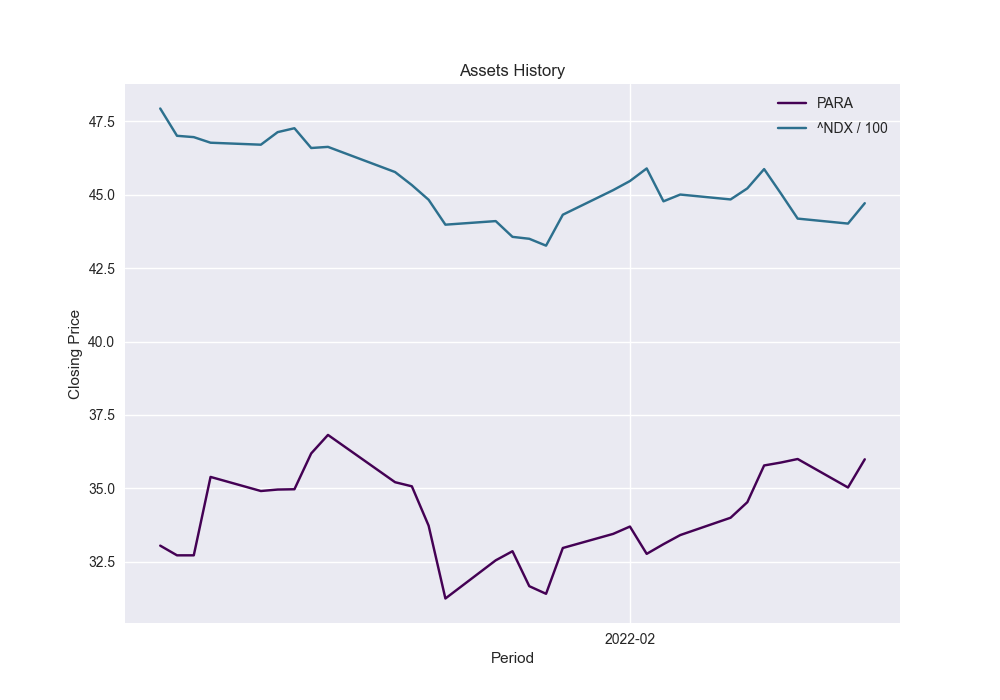 Assets History
PARA
^NDX / 100
Closing Price
47.5
45.0
42.5
40.0
37.5
35.0
32.5
2022-02
Period